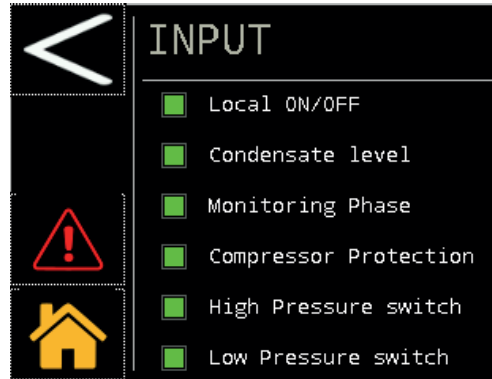 INPUT
Local ON/OFF
Condensate level
Monitoring Phase
Compressor Protection
High Pressure switch
Low Pressure switch